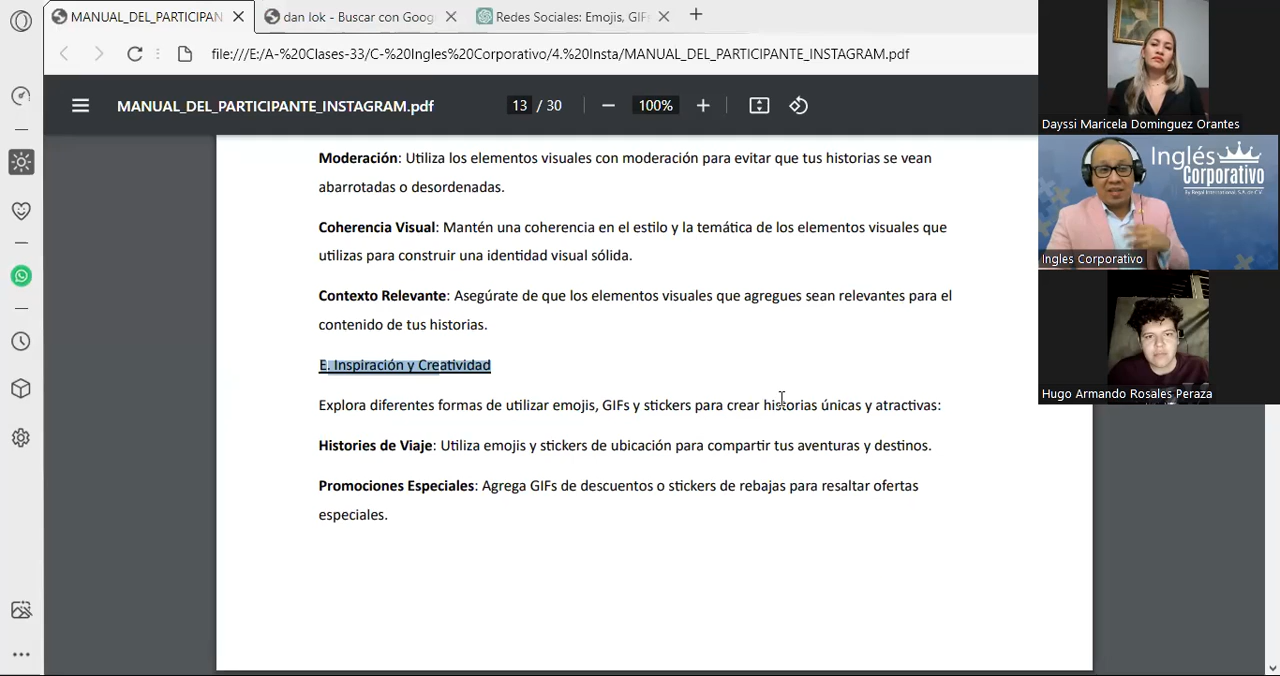 MANUAL_DEL_PARTICIPAN
dan lok - Buscar con Goog
Redes Sociales: Emojis, GIF
file:///E:/A-%20Clases-33/C-%20Ingles%20Corporativo/4.%20Insta/MANUAL_DEL_PARTICIPANTE_INSTAGRAM.pdf
MANUAL_DEL_PARTICIPANTE_INSTAGRAM.pdf
13 / 30
100%
Moderación: Utiliza los elementos visuales con moderación para evitar que tus historias se vean
abarrotadas o desordenadas.
Coherencia Visual: Mantén una coherencia en el estilo y la temática de los elementos visuales que
utilizas para construir una identidad visual sólida.
Contexto Relevante: Asegúrate de que los elementos visuales que agregues sean relevantes para el
contenido de tus historias.
E. Inspiración y Creatividad
Explora diferentes formas de utilizar emojis, GIFs y stickers para crear historias únicas y atractivas:
Histories de Viaje: Utiliza emojis y stickers de ubicación para compartir tus aventuras y destinos.
Promociones Especiales: Agrega GIFs de descuentos o stickers de rebajas para resaltar ofertas
especiales.
Dayssi Maricela Dominguez Orantes
Inglés
Corporativo
By Regal International, S.A. de C.V.
Ingles Corporativo
Hugo Armando Rosales Peraza